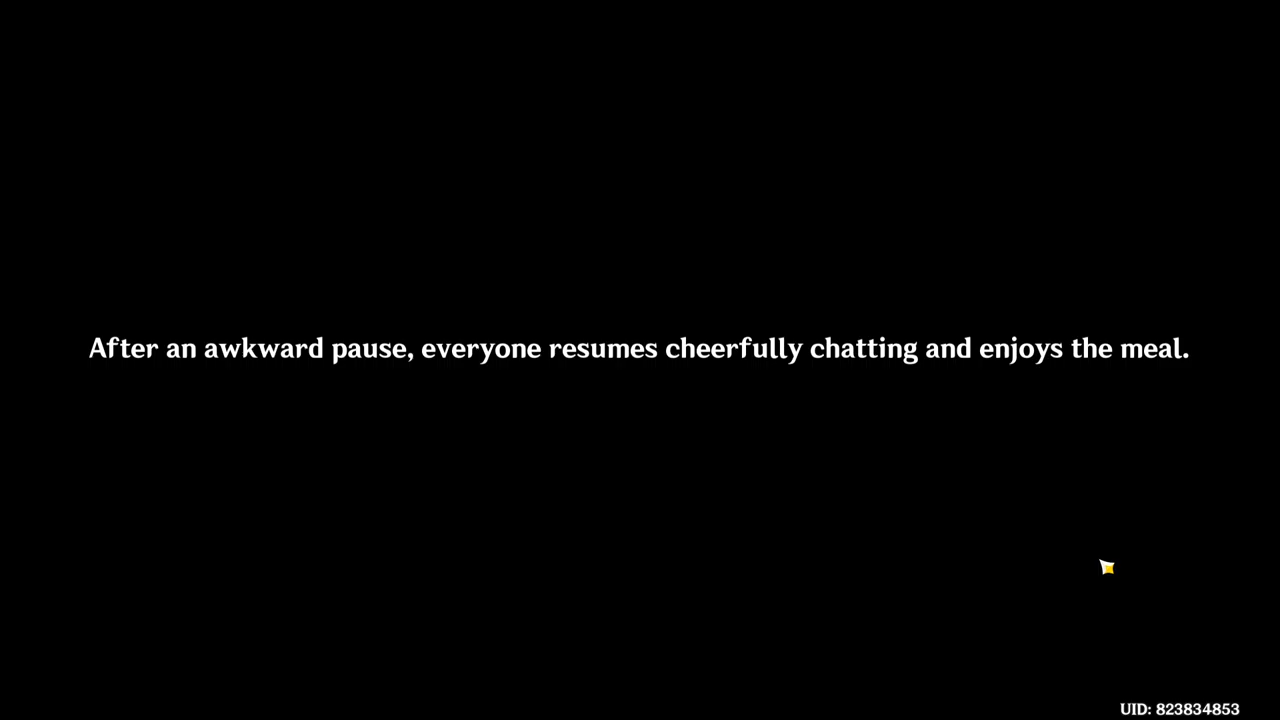 After an awkward pause, everyone resumes cheerfully chatting and enjoys the meal.
UID: 823834853